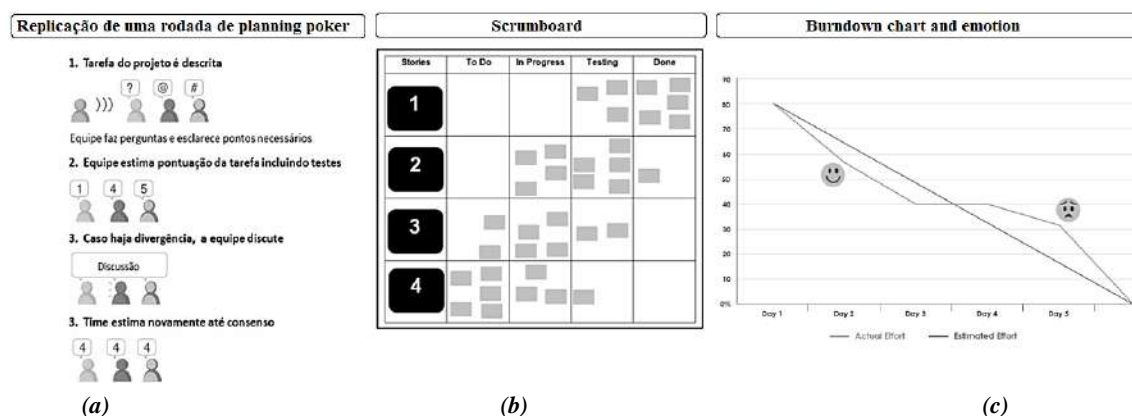 Replicação de uma rodada de planning poker
1. Tarefa do projeto é descrita
? @ #
Equipe faz perguntas e esclarece pontos necessários
2. Equipe estima pontuação da tarefa incluindo testes
1 4 5
3. Caso haja divergência, a equipe discute
Discussão
3. Time estima novamente até consenso
4 4 4
(a)
Scrumboard
Stories To Do In Progress Testing Done
1
2
3
4
(b)
Burndown chart and emotion
90
80
70
60
50
40
30
20
10
0%
Day 1 Day 2 Day 3 Day 4 Day 5
Actual Effort Estimated Effort
(c)